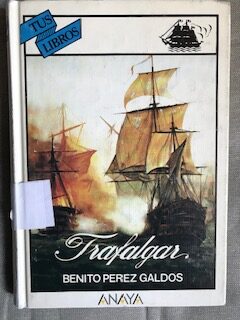 TUS
LIBROS
Trafalgar.
BENITO PEREZ GALDOS
ANAYA